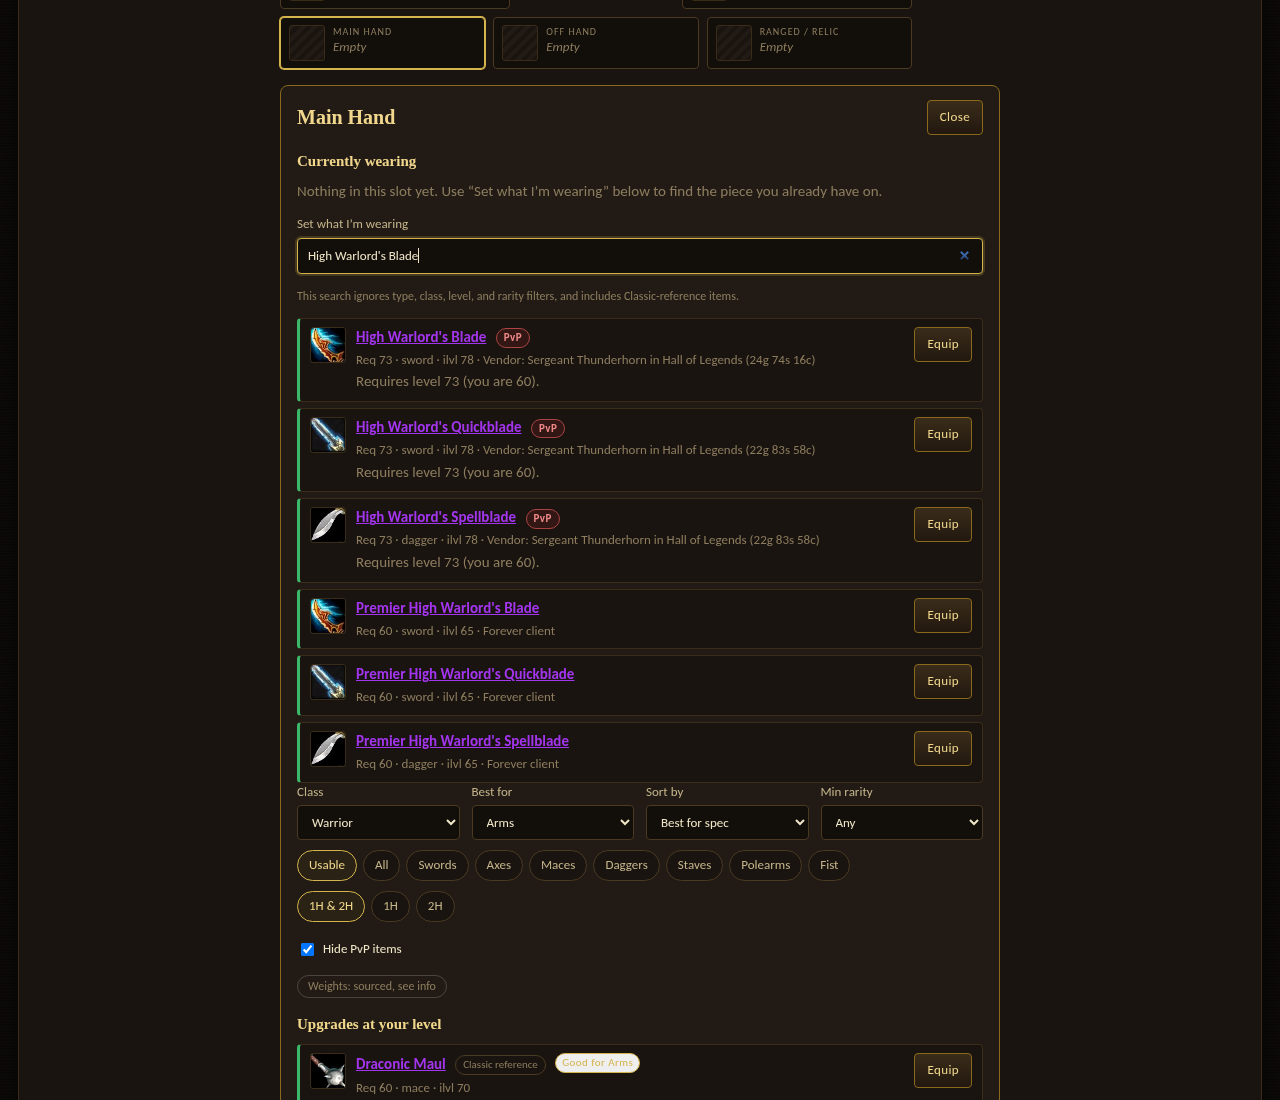 MAIN HAND
Empty
OFF HAND
Empty
RANGED / RELIC
Empty
Main Hand
Close
Currently wearing
Nothing in this slot yet. Use “Set what I’m wearing” below to find the piece you already have on.
Set what I’m wearing
High Warlord's Blade
This search ignores type, class, level, and rarity filters, and includes Classic-reference items.
High Warlord's Blade PvP
Req 73 · sword · ilvl 78 · Vendor: Sergeant Thunderhorn in Hall of Legends (24g 74s 16c)
Requires level 73 (you are 60).
Equip
High Warlord's Quickblade PvP
Req 73 · sword · ilvl 78 · Vendor: Sergeant Thunderhorn in Hall of Legends (22g 83s 58c)
Requires level 73 (you are 60).
Equip
High Warlord's Spellblade PvP
Req 73 · dagger · ilvl 78 · Vendor: Sergeant Thunderhorn in Hall of Legends (22g 83s 58c)
Requires level 73 (you are 60).
Equip
Premier High Warlord's Blade
Req 60 · sword · ilvl 65 · Forever client
Equip
Premier High Warlord's Quickblade
Req 60 · sword · ilvl 65 · Forever client
Equip
Premier High Warlord's Spellblade
Req 60 · dagger · ilvl 65 · Forever client
Equip
Class Best for Sort by Min rarity
Warrior Arms Best for spec Any
Usable All Swords Axes Maces Daggers Staves Polearms Fist
1H & 2H 1H 2H
Hide PvP items
Weights: sourced, see info
Upgrades at your level
Draconic Maul Classic reference Good for Arms
Req 60 · mace · ilvl 70
Equip